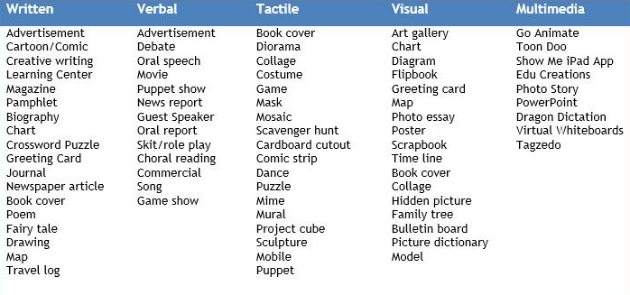 Written Verbal Tactile Visual Multimedia
Advertisement Advertisement Book cover Art gallery Go Animate
Cartoon/Comic Debate Diorama Chart Toon Doo
Creative writing Oral speech Collage Diagram Show Me iPad App
Learning Center Movie Costume Flipbook Edu Creations
Magazine Puppet show Game Greeting card Photo Story
Pamphlet News report Mask Map PowerPoint
Biography Guest Speaker Mosaic Photo essay Dragon Dictation
Chart Oral report Scavenger hunt Poster Virtual Whiteboards
Crossword Puzzle Skit/role play Cardboard cutout Scrapbook Tagzedo
Greeting Card Choral reading Comic strip Time line
Journal Commercial Dance Book cover
Newspaper article Song Puzzle Collage
Book cover Game show Mime Hidden picture
Poem Mural Family tree
Fairy tale Project cube Bulletin board
Drawing Sculpture Picture dictionary
Map Mobile Model
Travel log Puppet